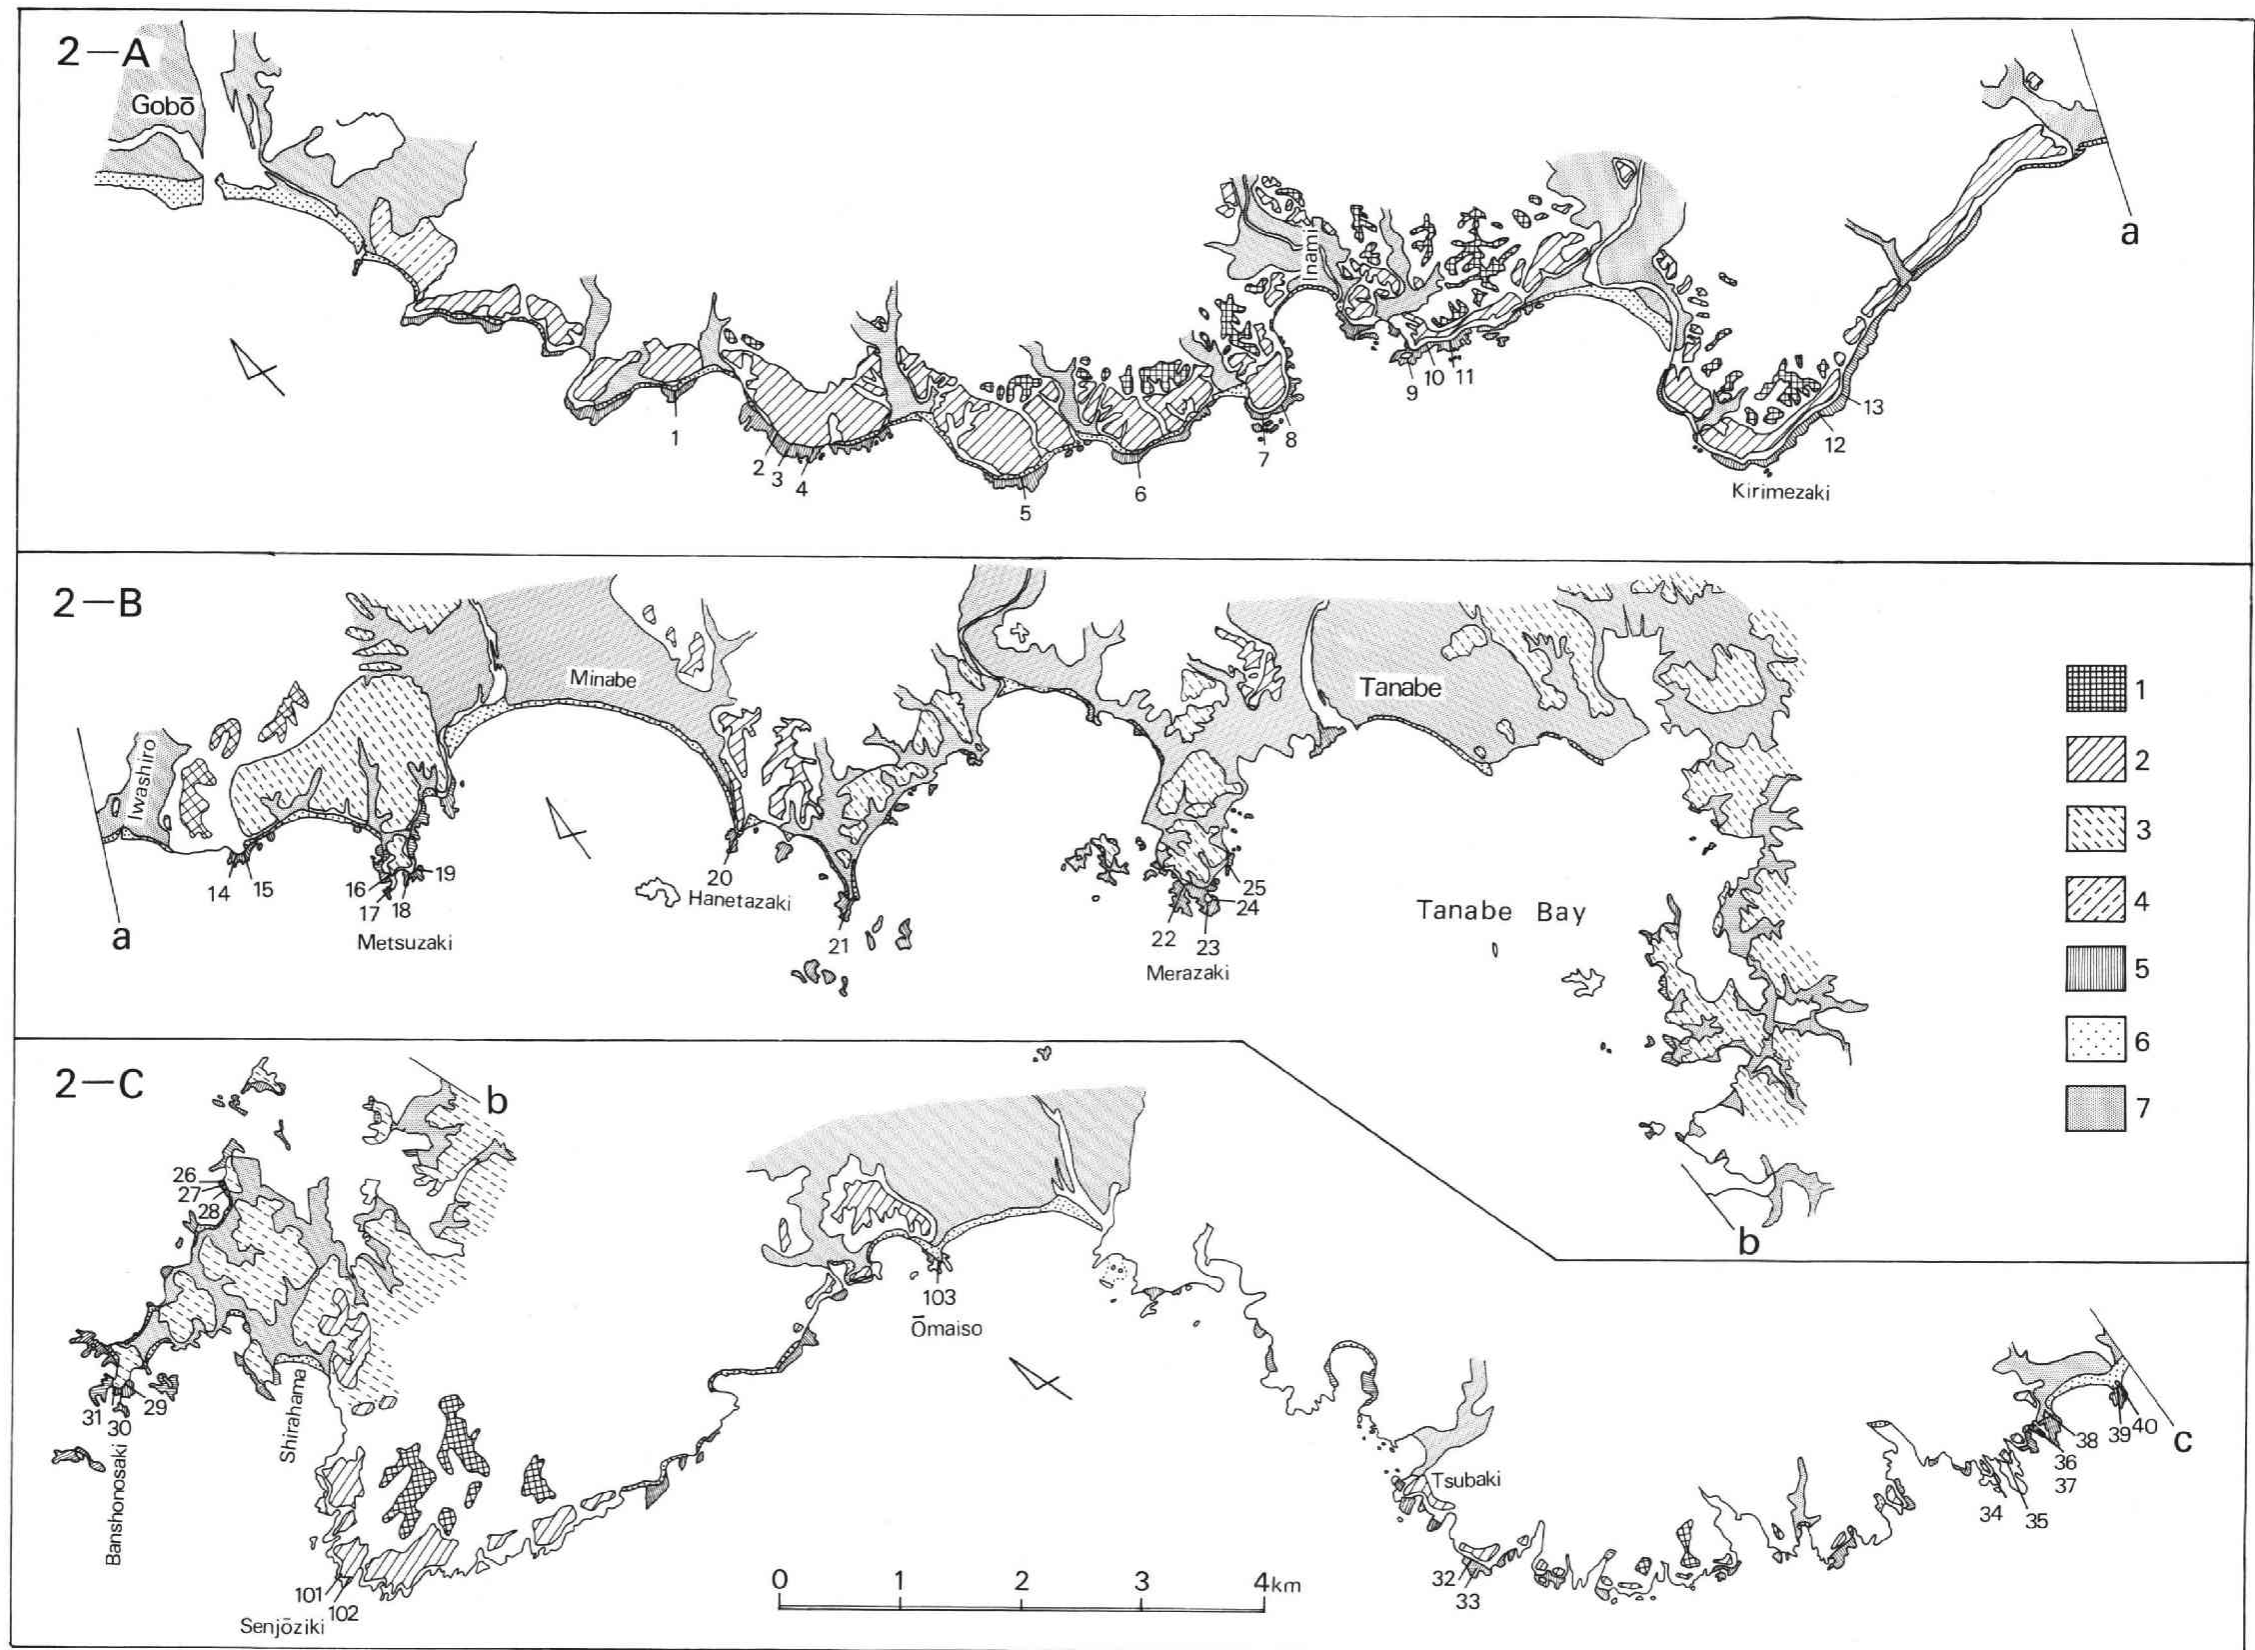 2—A
Gobō
Inami
a
1
2
3
4
5
6
7
8
9
10
11
12
13
Kirimezaki
2—B
Iwashiro
Minabe
Tanabe
14
15
16
17
18
19
Metsuzaki
20
Hanetazaki
21
22
23
24
25
Merazaki
Tanabe Bay
a
b
1
2
3
4
5
6
7
2—C
b
26
27
28
29
30
31
Banshonosaki
Shirahama
101
102
Senjōziki
103
Ōmaiso
Tsubaki
32
33
34
35
36
37
38
39
40
c
0 1 2 3 4km